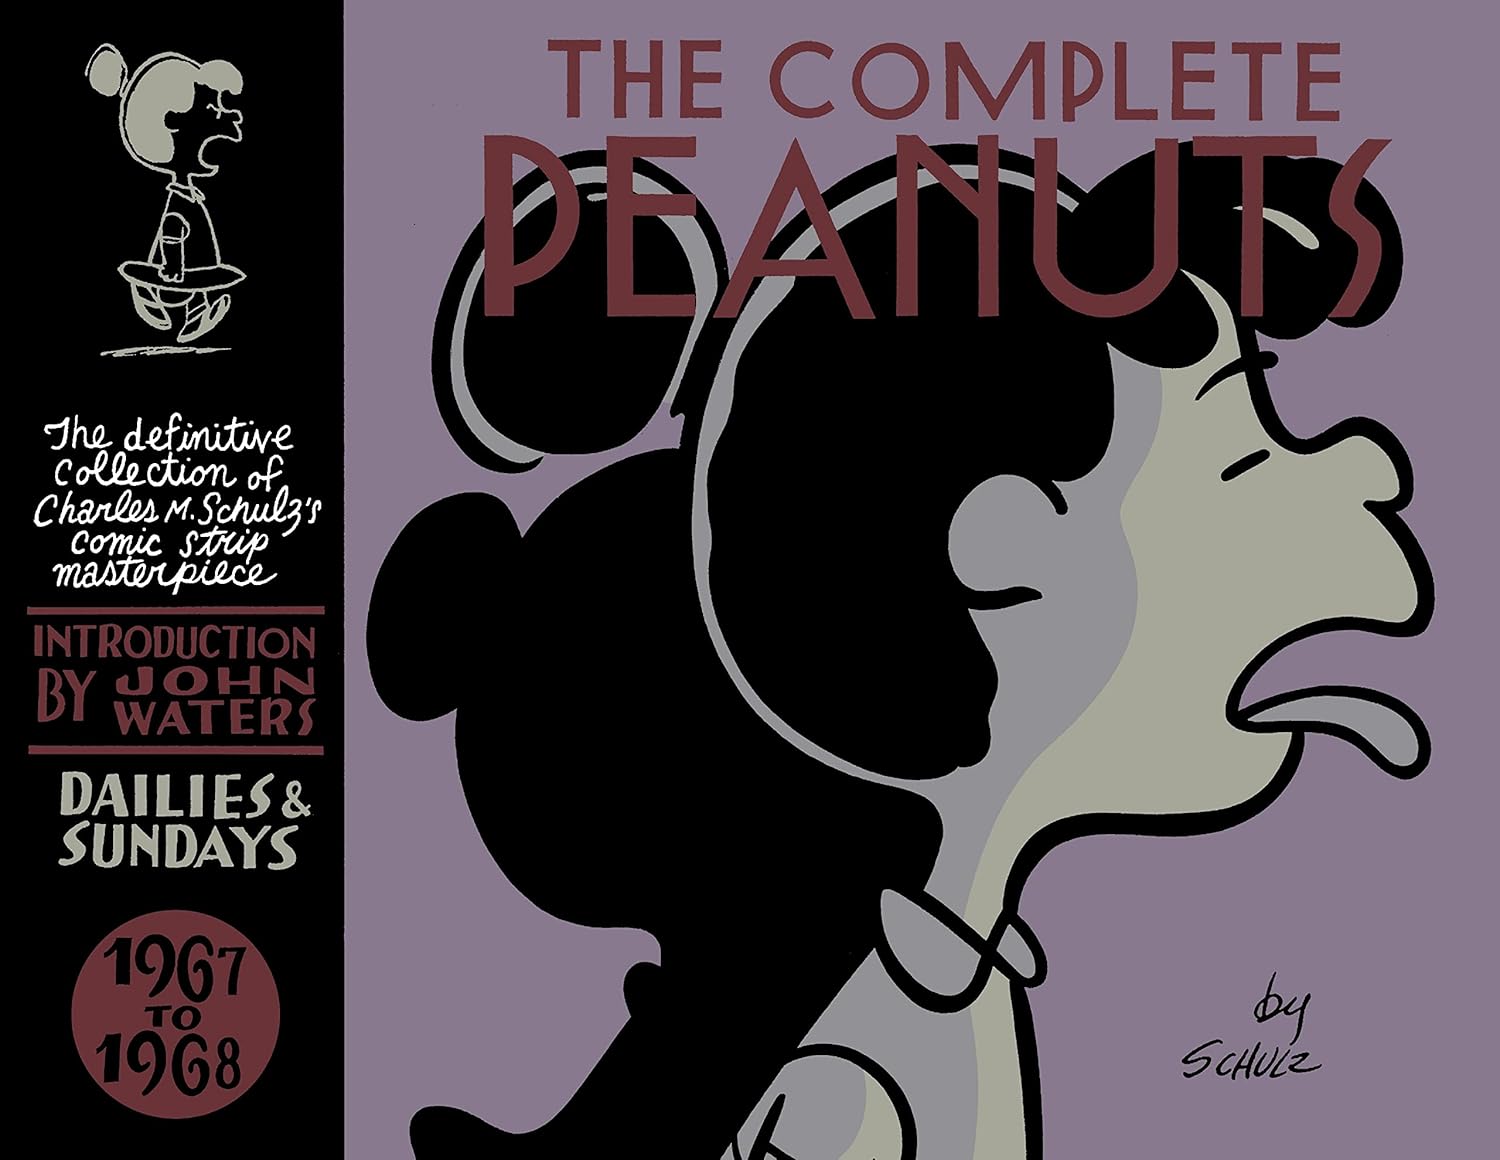 The definitive
collection of
Charles M. Schulz's
comic strip
masterpiece
INTRODUCTION
BY JOHN
WATERS
DAILIES &
SUNDAYS
1967
TO
1968
THE COMPLETE
PEANUTS
by
SCHULZ